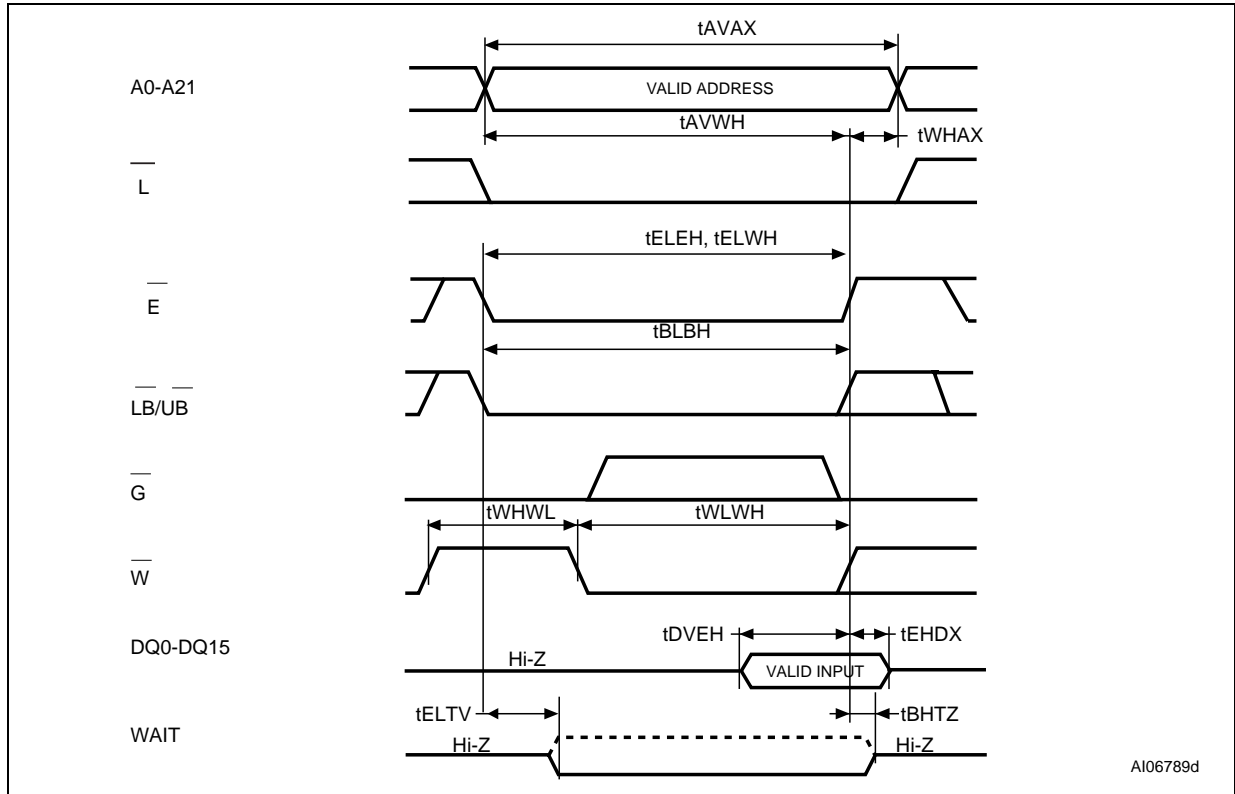 tAVAX
A0-A21
VALID ADDRESS
tAVWH
tWHAX
L
tELEH, tELWH
E
tBLBH
LB/UB
G
tWHWL
tWLWH
W
tDVEH
tEHDX
DQ0-DQ15
Hi-Z
VALID INPUT
tELTV
tBHTZ
WAIT
Hi-Z
Hi-Z
AI06789d